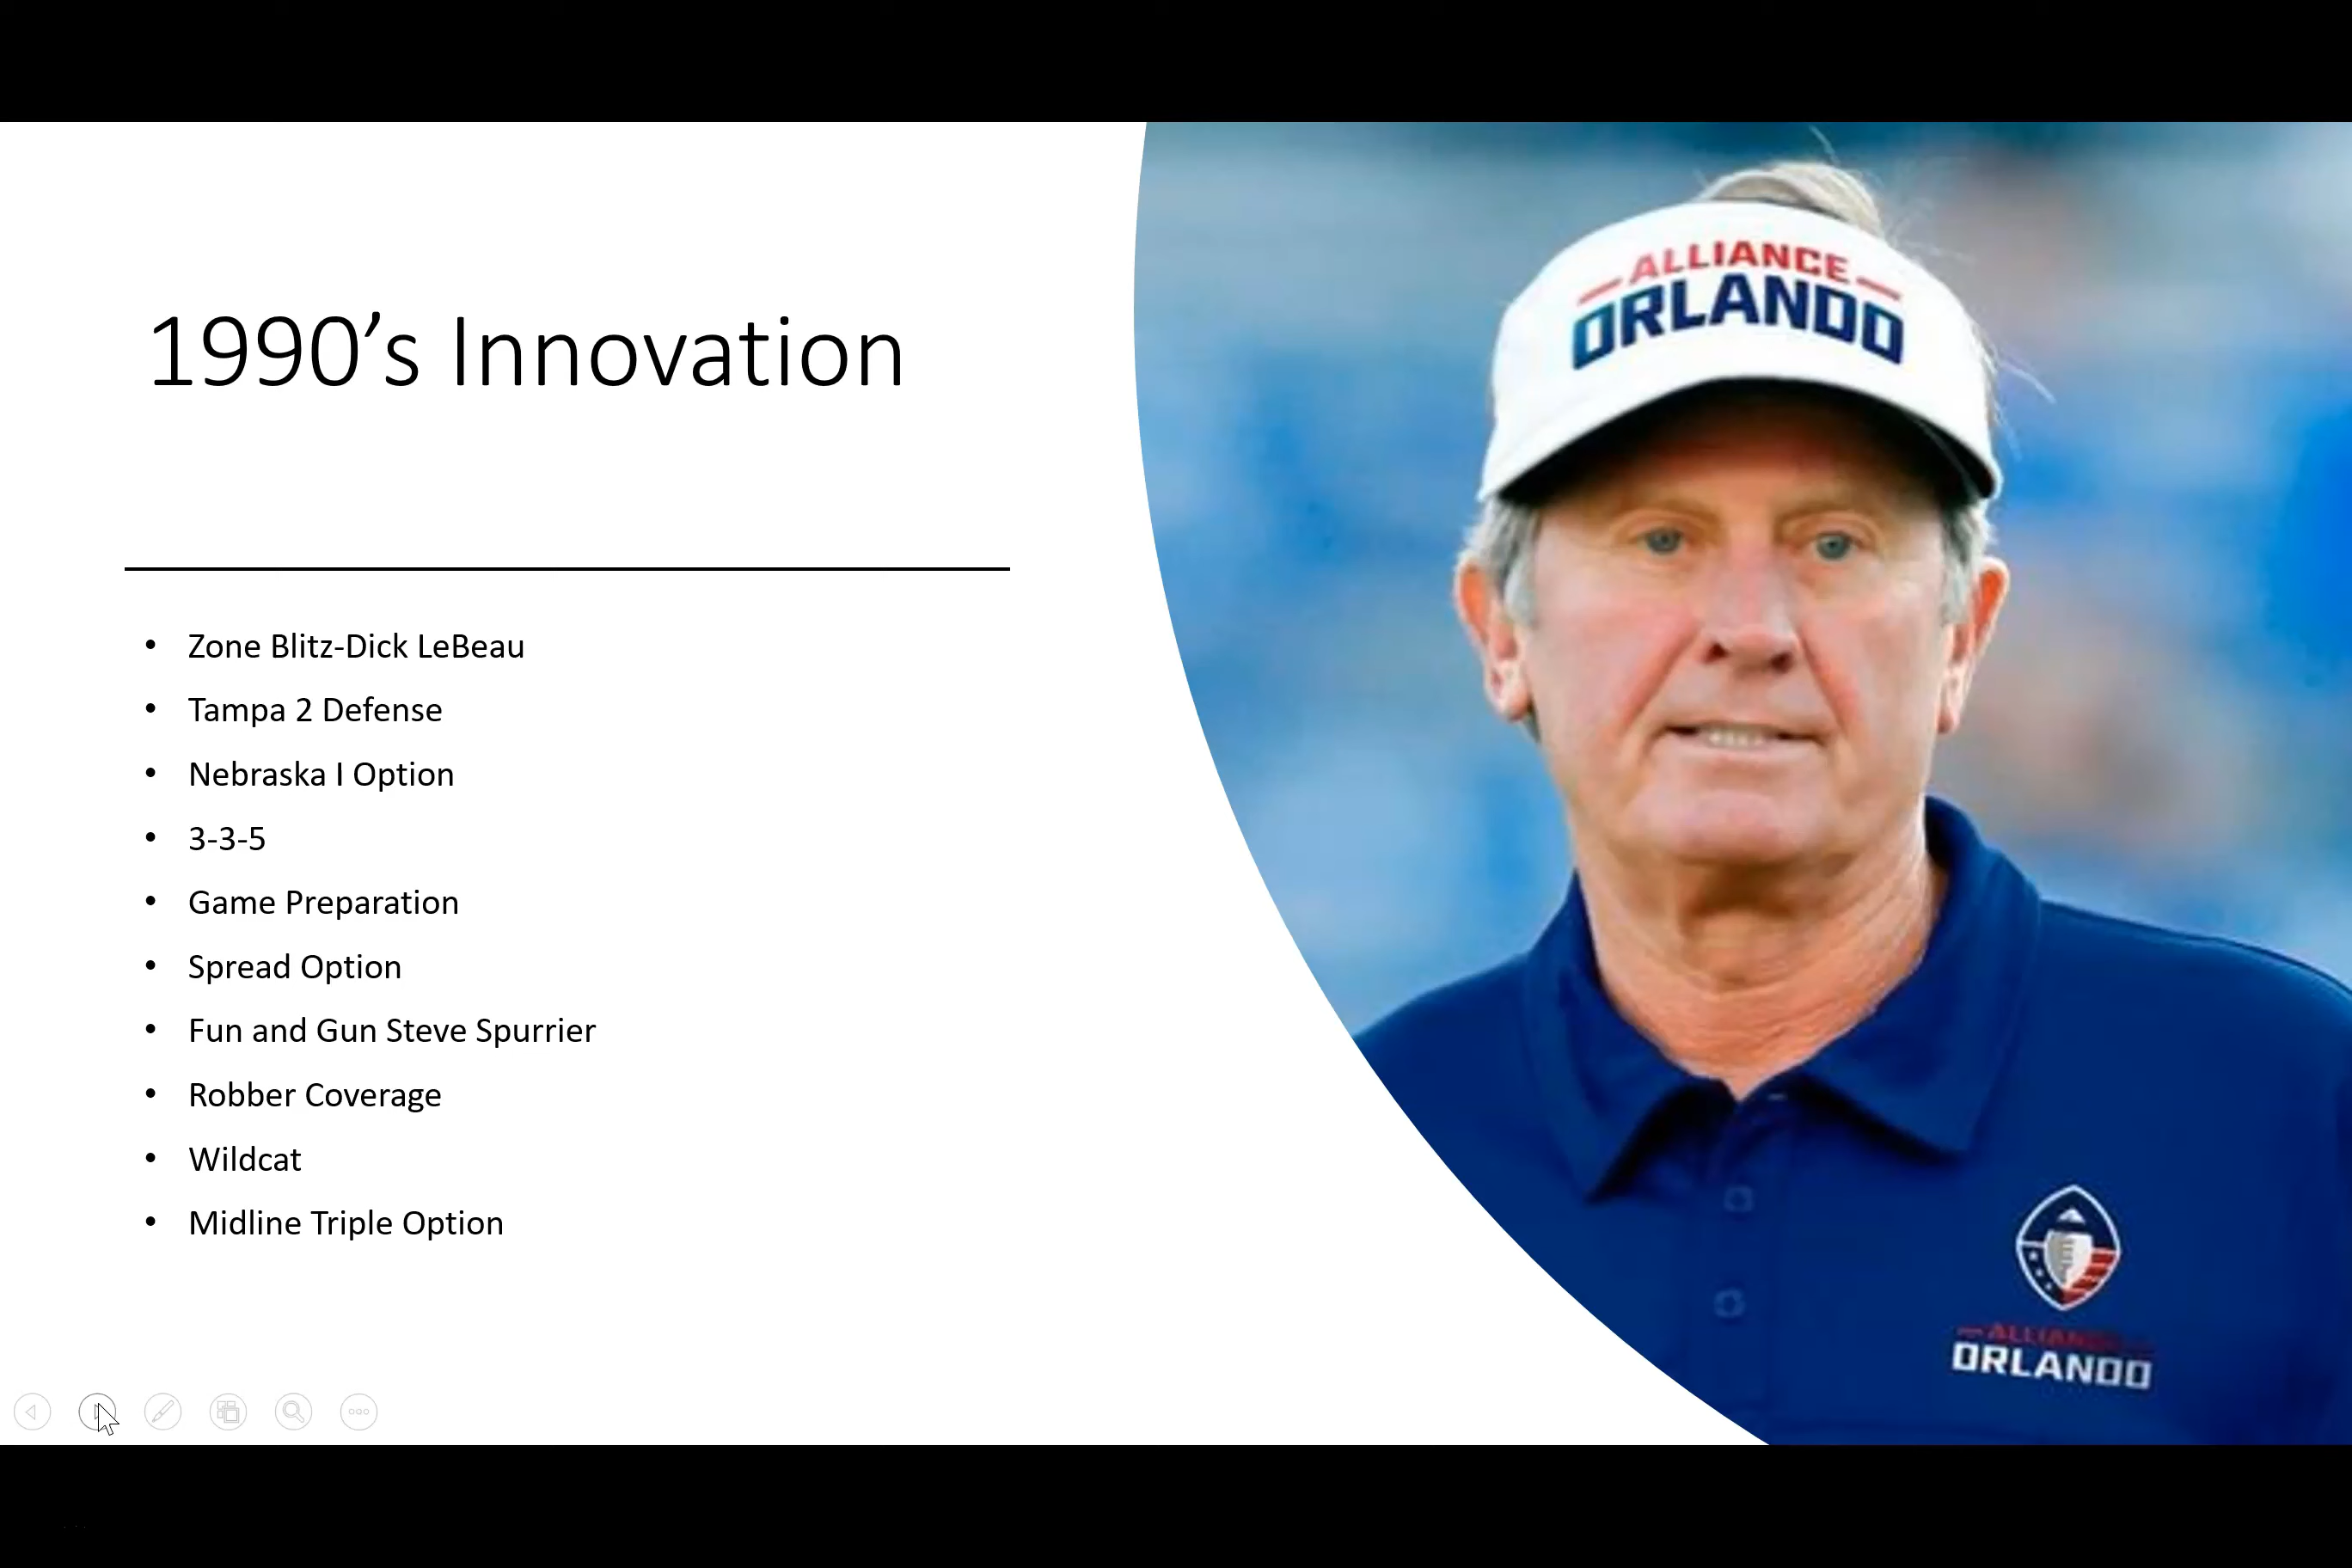 1990's Innovation
• Zone Blitz-Dick LeBeau
• Tampa 2 Defense
• Nebraska I Option
• 3-3-5
• Game Preparation
• Spread Option
• Fun and Gun Steve Spurrier
• Robber Coverage
• Wildcat
• Midline Triple Option
ALLIANCE
ORLANDO
ALLIANCE
ORLANDO